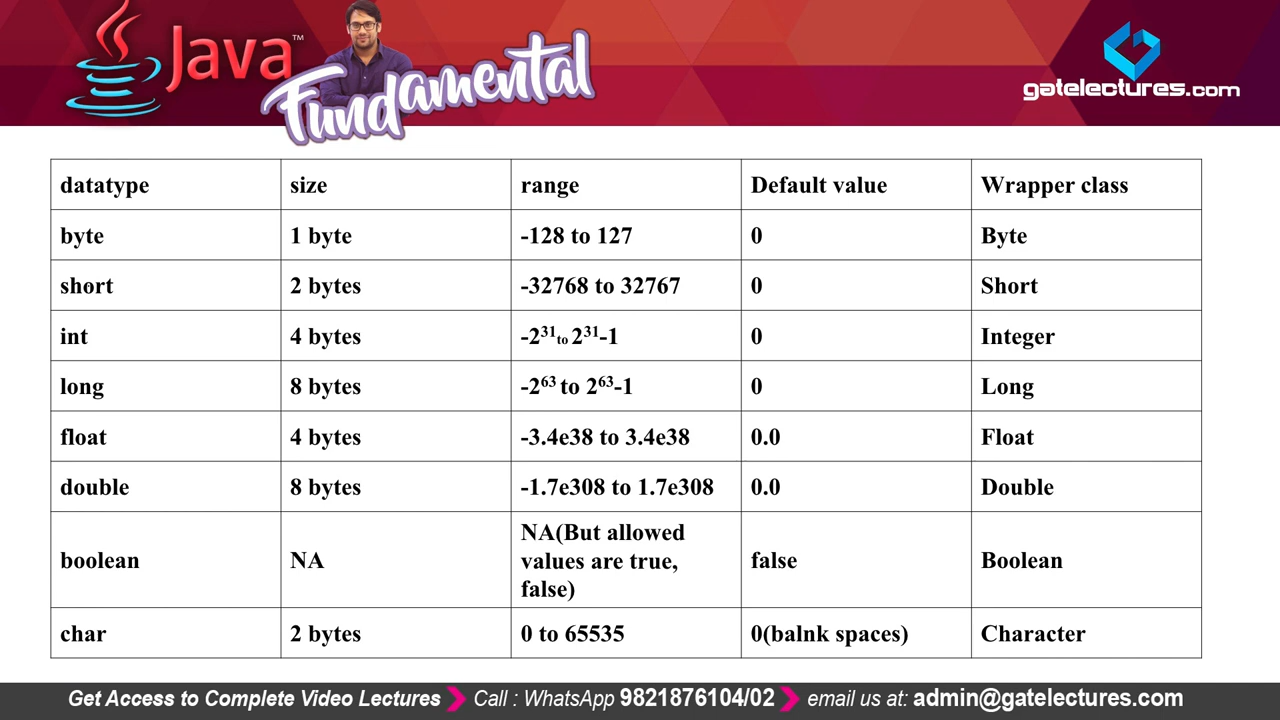 Java™
Fundamental
gatelectures.com
datatype size range Default value Wrapper class
byte 1 byte -128 to 127 0 Byte
short 2 bytes -32768 to 32767 0 Short
int 4 bytes -2³¹ to 2³¹-1 0 Integer
long 8 bytes -2⁶³ to 2⁶³-1 0 Long
float 4 bytes -3.4e38 to 3.4e38 0.0 Float
double 8 bytes -1.7e308 to 1.7e308 0.0 Double
boolean NA NA(But allowed
values are true,
false) false Boolean
char 2 bytes 0 to 65535 0(balnk spaces) Character
Get Access to Complete Video Lectures Call : WhatsApp 9821876104/02 email us at: admin@gatelectures.com